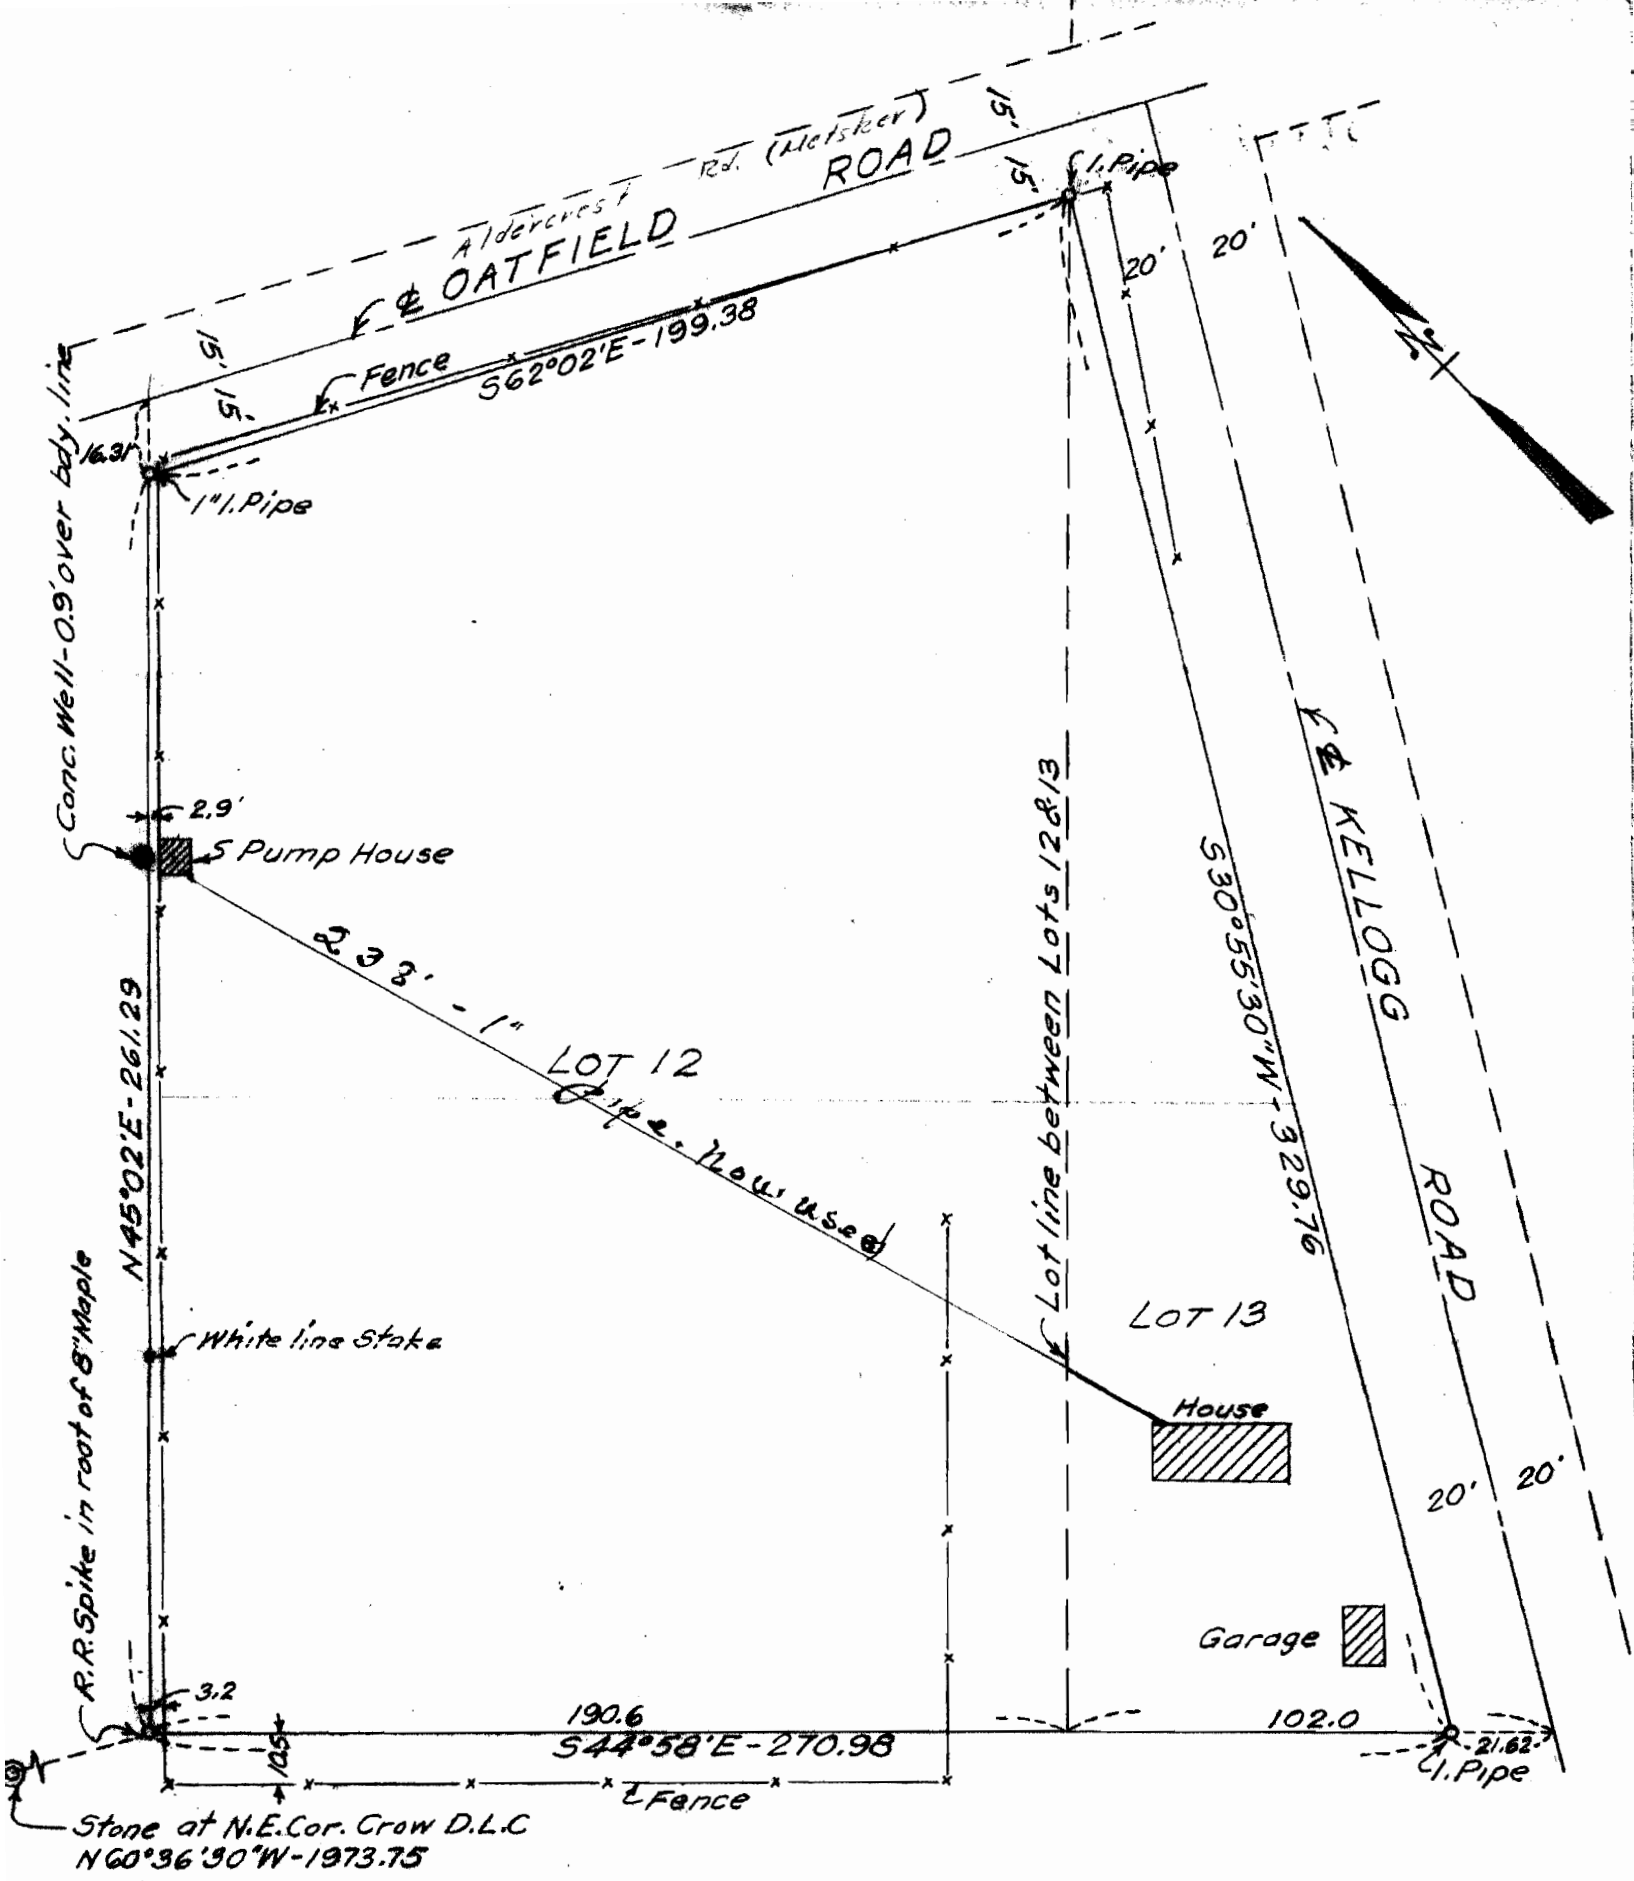 15'
Aldercrest Rd. (Metsker)
℄ OATFIELD ROAD
15'
I. Pipe
20'
20'
15'
15'
Fence
S62°02'E-199.38
N.
16.31
1" I. Pipe
Conc. Well-0.9' over bdy. line
2.9'
Pump House
238' - 1"
pipe. now used
LOT 12
N45°02'E-261.29
Lot line between Lots 12&13
S30°55'30"W-329.76
℄ KELLOGG ROAD
LOT 13
White line Stake
House
R.R. Spike in root of 8" Maple
20'
20'
Garage
3.2
190.6
102.0
S44°58'E-270.98
10.5
21.62
I. Pipe
Fence
Stone at N.E. Cor. Crow D.L.C
N60°36'30"W-1973.75